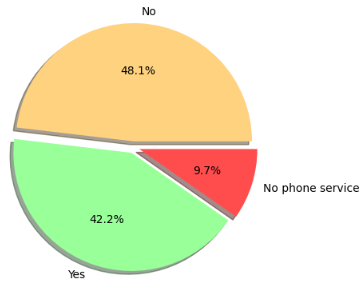 No
48.1%
9.7%
No phone service
42.2%
Yes